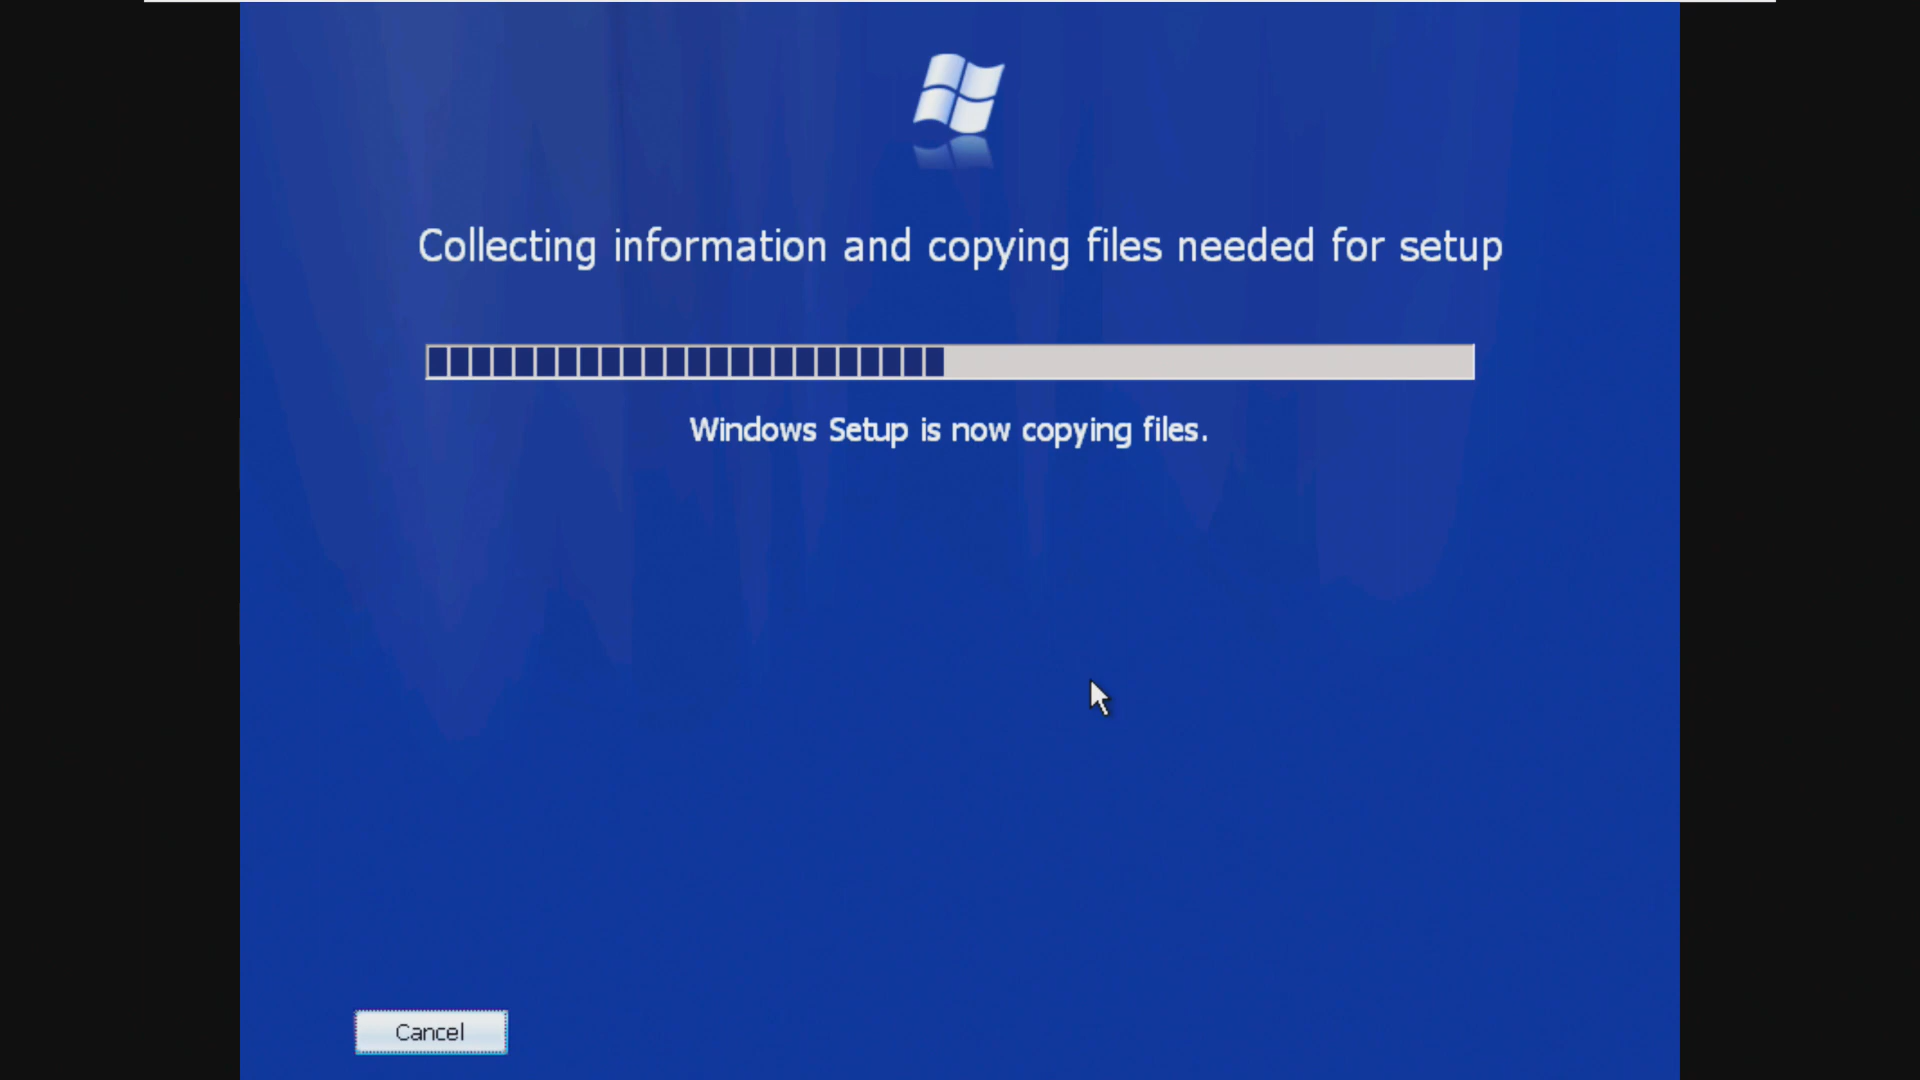 Collecting information and copying files needed for setup
Windows Setup is now copying files.
Cancel